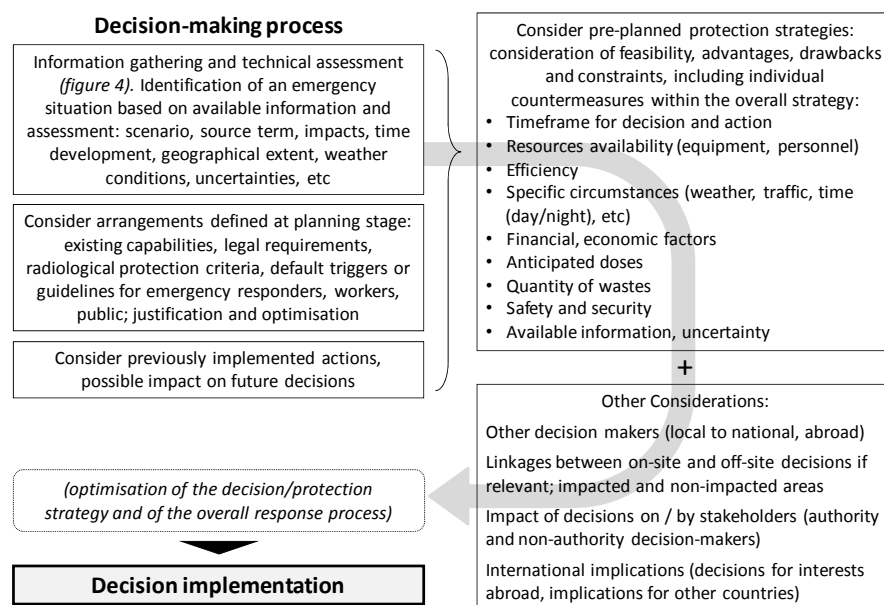 Decision-making process
Information gathering and technical assessment
(figure 4). Identification of an emergency
situation based on available information and
assessment: scenario, source term, impacts, time
development, geographical extent, weather
conditions, uncertainties, etc
Consider arrangements defined at planning stage:
existing capabilities, legal requirements,
radiological protection criteria, default triggers or
guidelines for emergency responders, workers,
public; justification and optimisation
Consider previously implemented actions,
possible impact on future decisions
Consider pre-planned protection strategies:
consideration of feasibility, advantages, drawbacks
and constraints, including individual
countermeasures within the overall strategy:
• Timeframe for decision and action
• Resources availability (equipment, personnel)
• Efficiency
• Specific circumstances (weather, traffic, time
(day/night), etc)
• Financial, economic factors
• Anticipated doses
• Quantity of wastes
• Safety and security
• Available information, uncertainty
+
Other Considerations:
Other decision makers (local to national, abroad)
Linkages between on-site and off-site decisions if
relevant; impacted and non-impacted areas
Impact of decisions on / by stakeholders (authority
and non-authority decision-makers)
International implications (decisions for interests
abroad, implications for other countries)
(optimisation of the decision/protection
strategy and of the overall response process)
Decision implementation